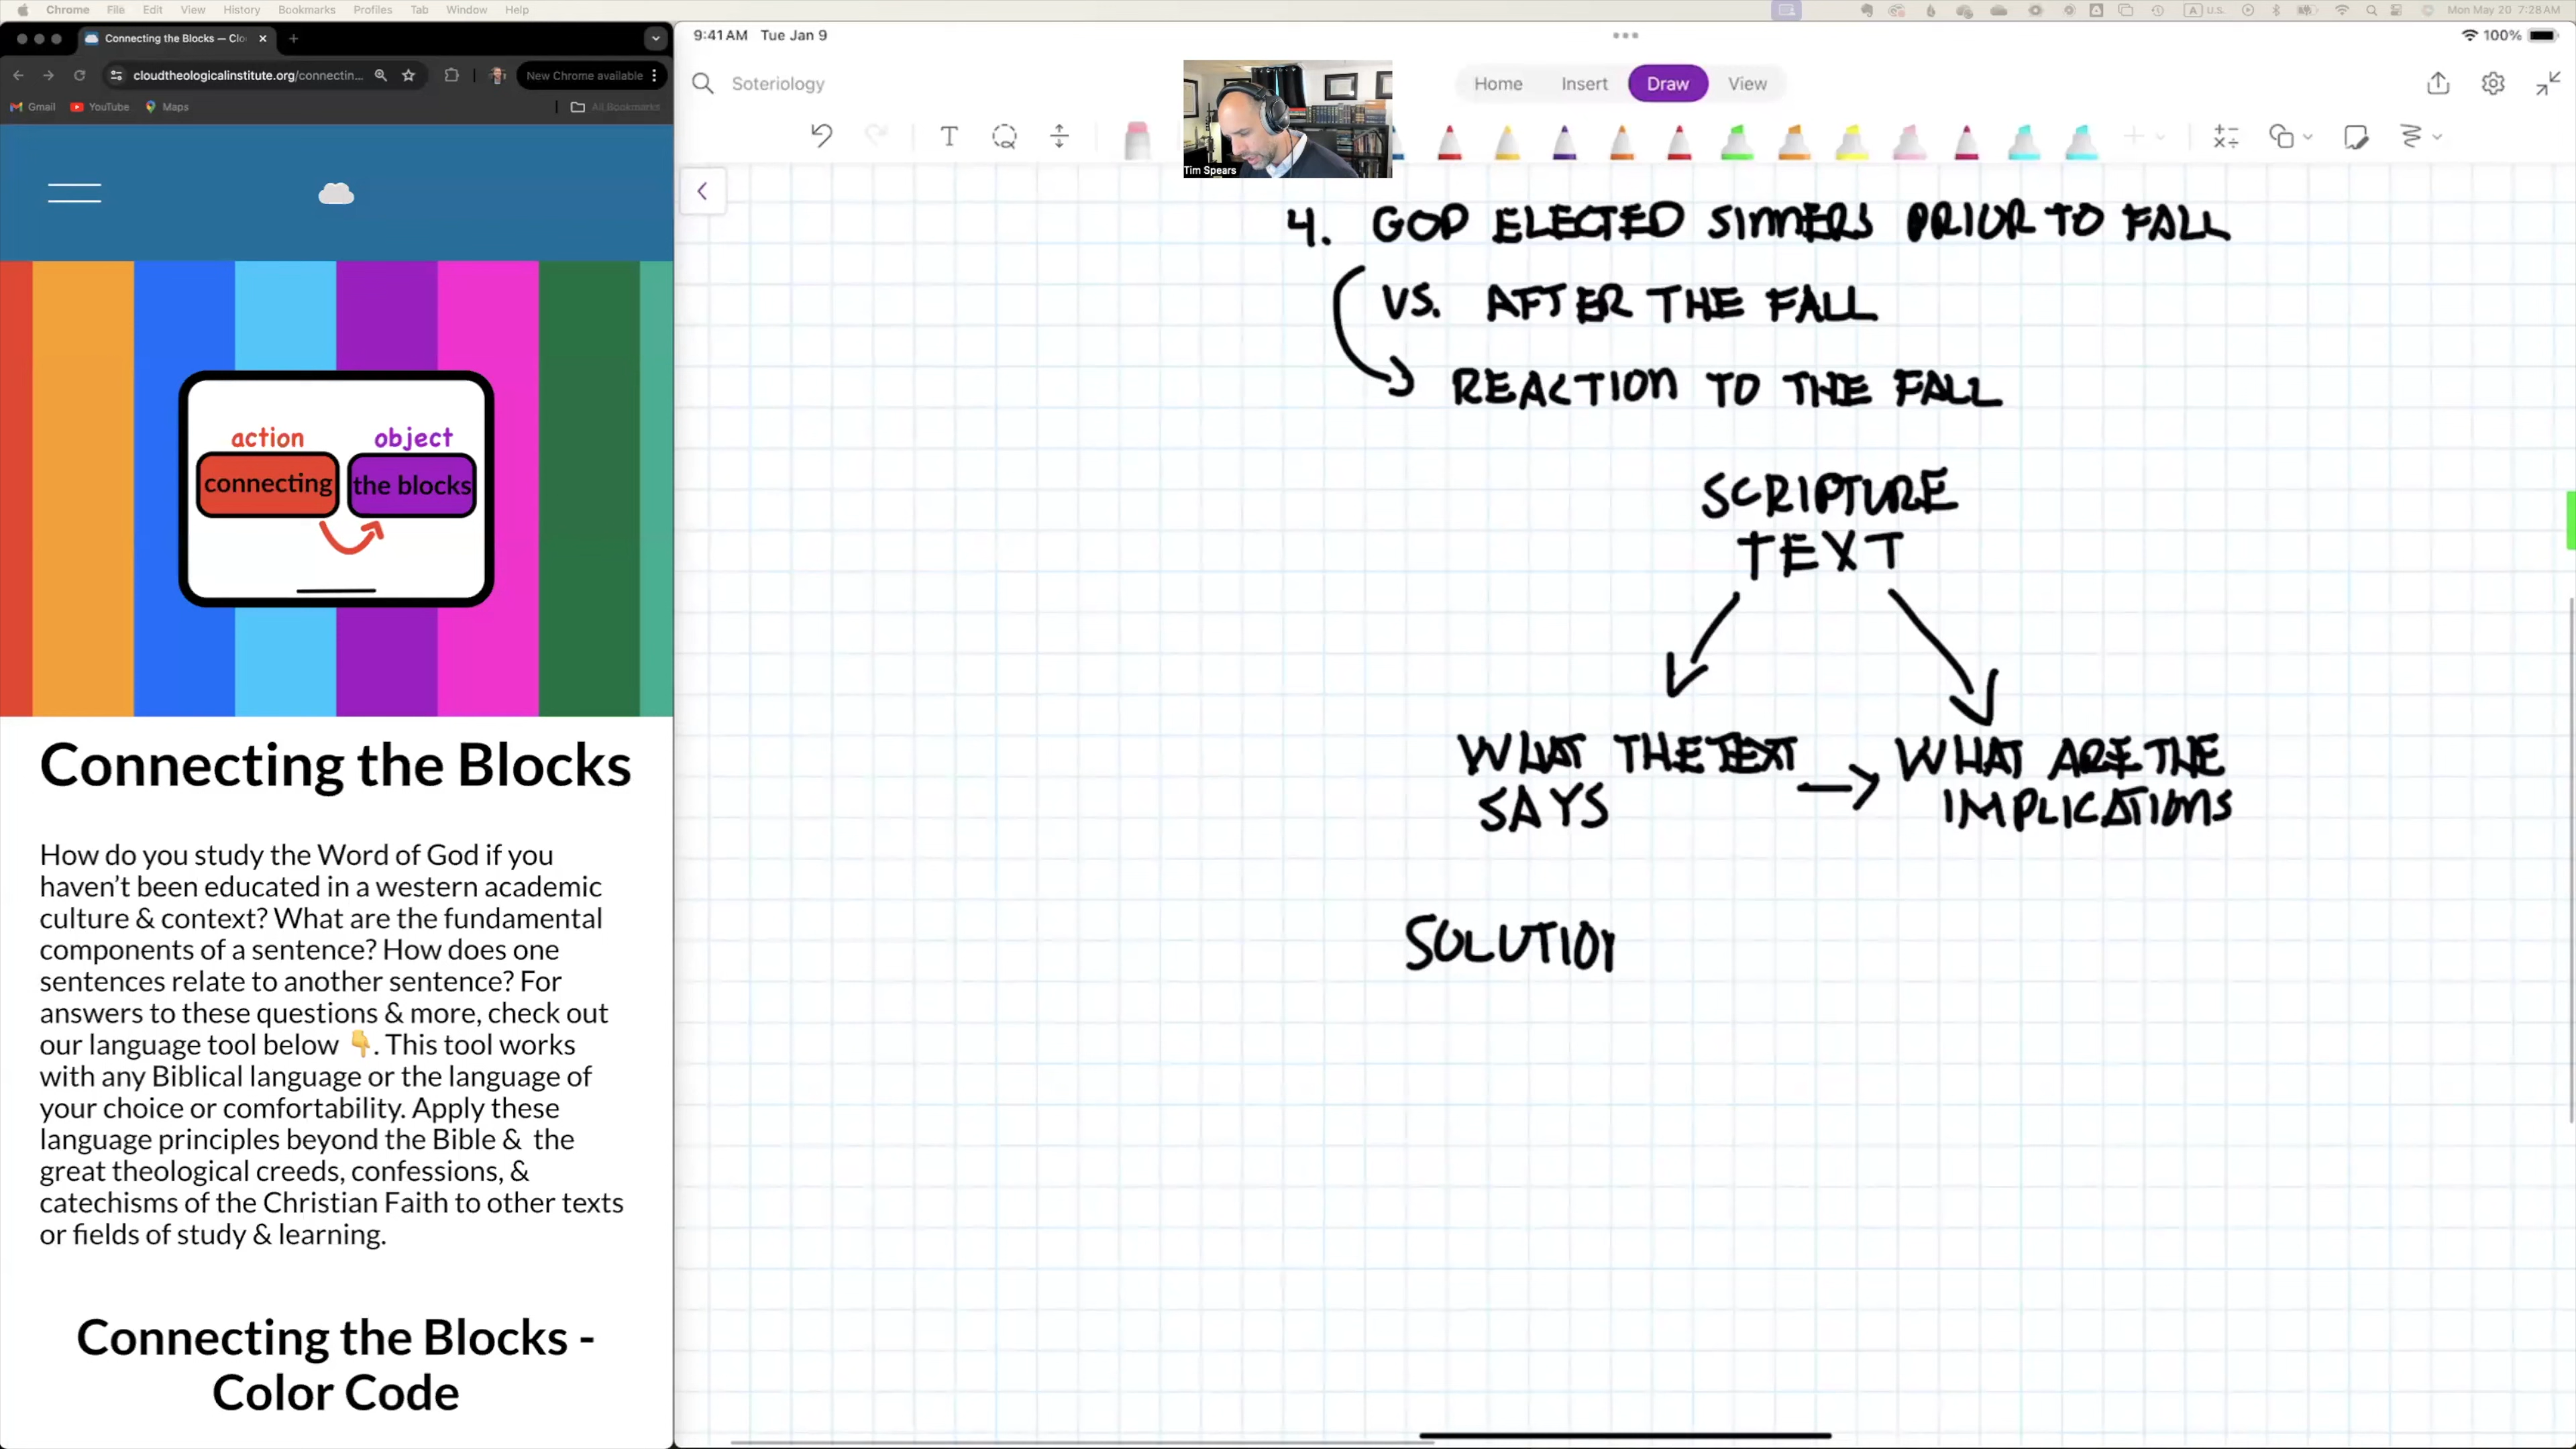 Chrome File Edit View History Bookmarks Profiles Tab Window Help
A U.S. Mon May 20 7:28 AM
Connecting the Blocks — Clo
cloudtheologicalinstitute.org/connectin...
New Chrome available
Gmail YouTube Maps All Bookmarks
action object
connecting the blocks
Connecting the Blocks
How do you study the Word of God if you
haven't been educated in a western academic
culture & context? What are the fundamental
components of a sentence? How does one
sentences relate to another sentence? For
answers to these questions & more, check out
our language tool below 👇. This tool works
with any Biblical language or the language of
your choice or comfortability. Apply these
language principles beyond the Bible & the
great theological creeds, confessions, &
catechisms of the Christian Faith to other texts
or fields of study & learning.
Connecting the Blocks -
Color Code
9:41 AM Tue Jan 9
100%
Soteriology
Home Insert Draw View
Tim Spears
4. GOD ELECTED SINNERS PRIOR TO FALL
VS. AFTER THE FALL
REACTION TO THE FALL
SCRIPTURE
TEXT
WHAT THE TEXT
SAYS
WHAT ARE THE
IMPLICATIONS
SOLUTION